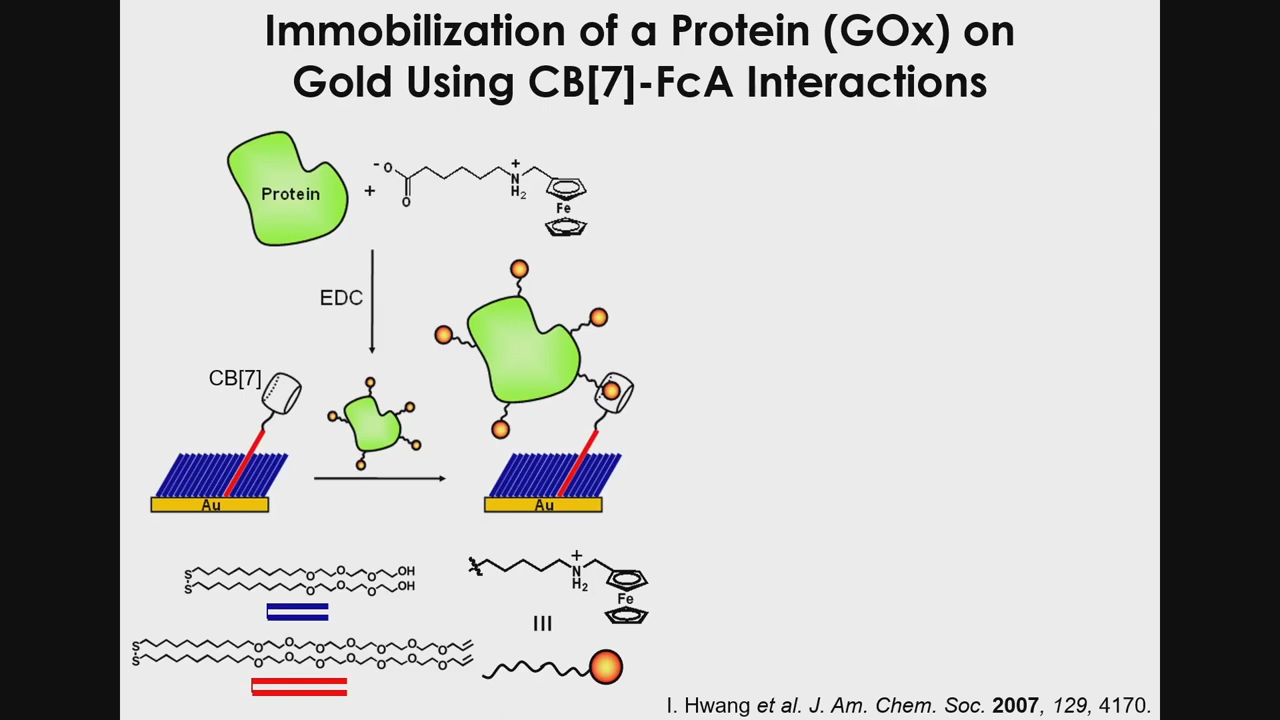 Immobilization of a Protein (GOx) on
Gold Using CB[7]-FcA Interactions
Protein
+
- O
O
+
N
H2
Fe
EDC
CB[7]
Au
Au
S
S
O
O
O
OH
O
O
O
OH
+
N
H2
Fe
S
S
O
O
O
O
O
O
O
O
O
O
O
O
O
O
I. Hwang et al. J. Am. Chem. Soc. 2007, 129, 4170.